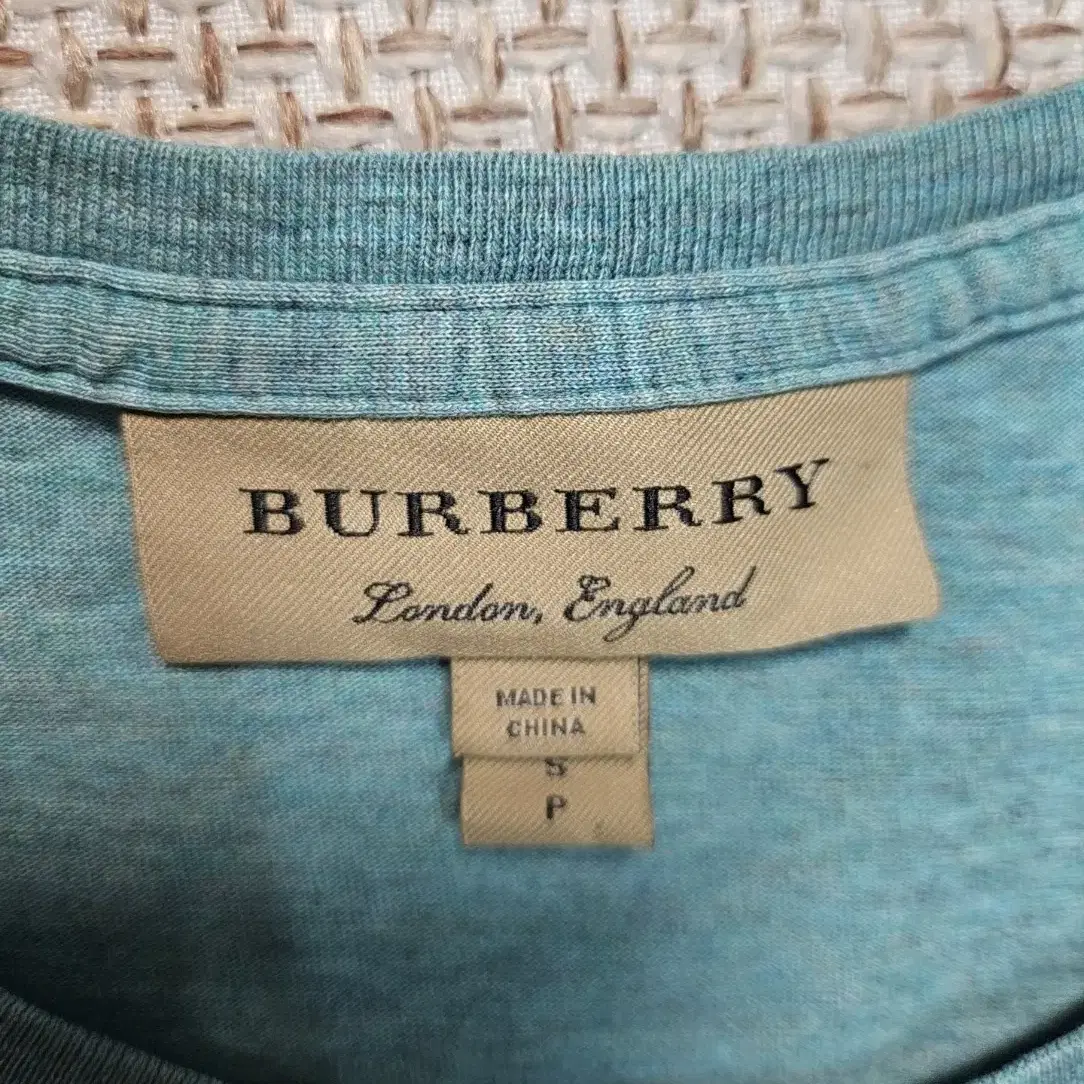 BURBERRY
London, England
MADE IN
CHINA
S
P